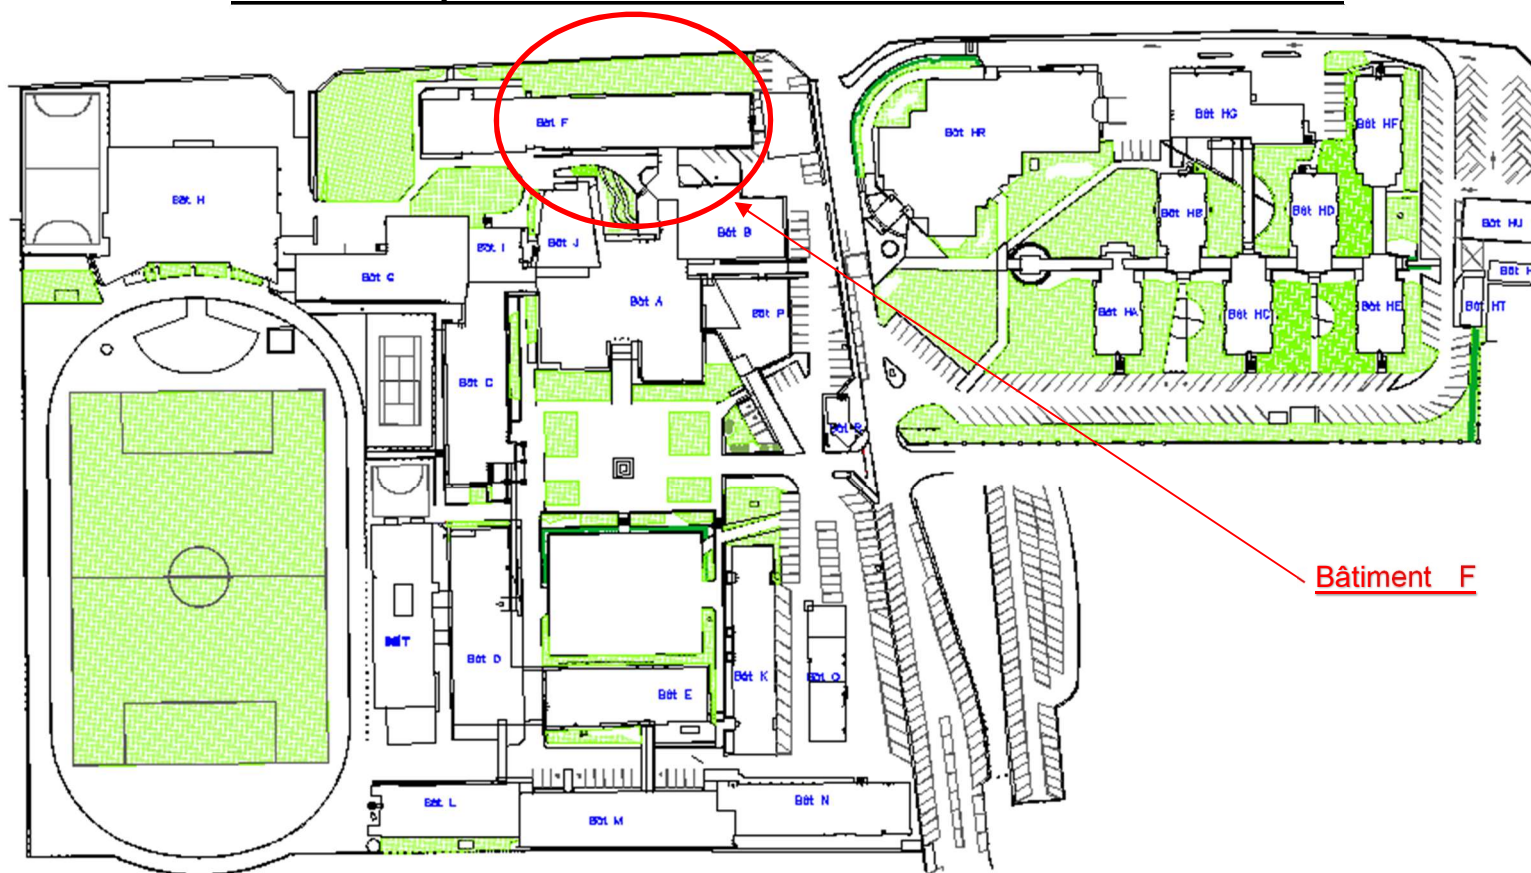 Bât F
Bât HR
Bât HG
Bât HF
Bât H
Bât I
Bât J
Bât B
Bât HB
Bât HD
Bât HU
Bât G
Bât A
Bât P
Bât HA
Bât HC
Bât HE
Bât HT
Bât C
Bât R
Bâtiment F
Bât D
Bât E
Bât K
Bât O
Bât L
Bât M
Bât N